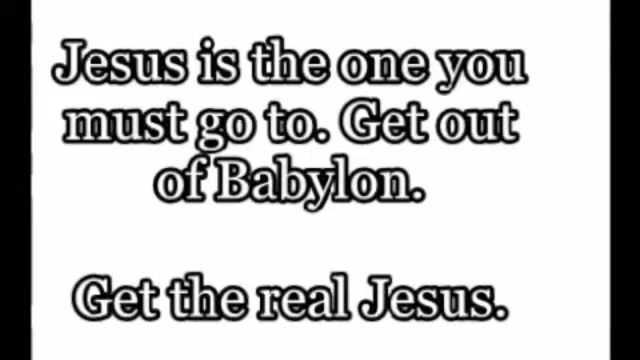 Jesus is the one you
must go to. Get out
of Babylon.
Get the real Jesus.